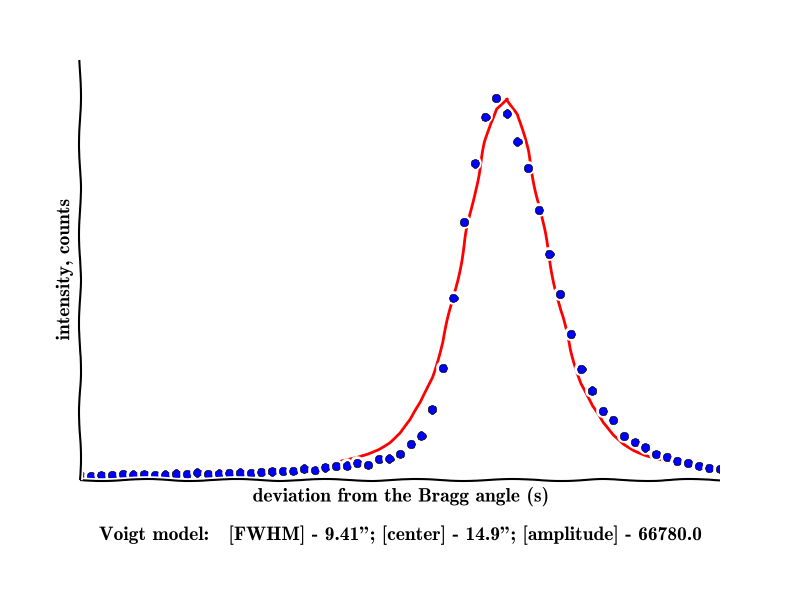 intensity, counts
deviation from the Bragg angle (s)
Voigt model: [FWHM] - 9.41”; [center] - 14.9”; [amplitude] - 66780.0